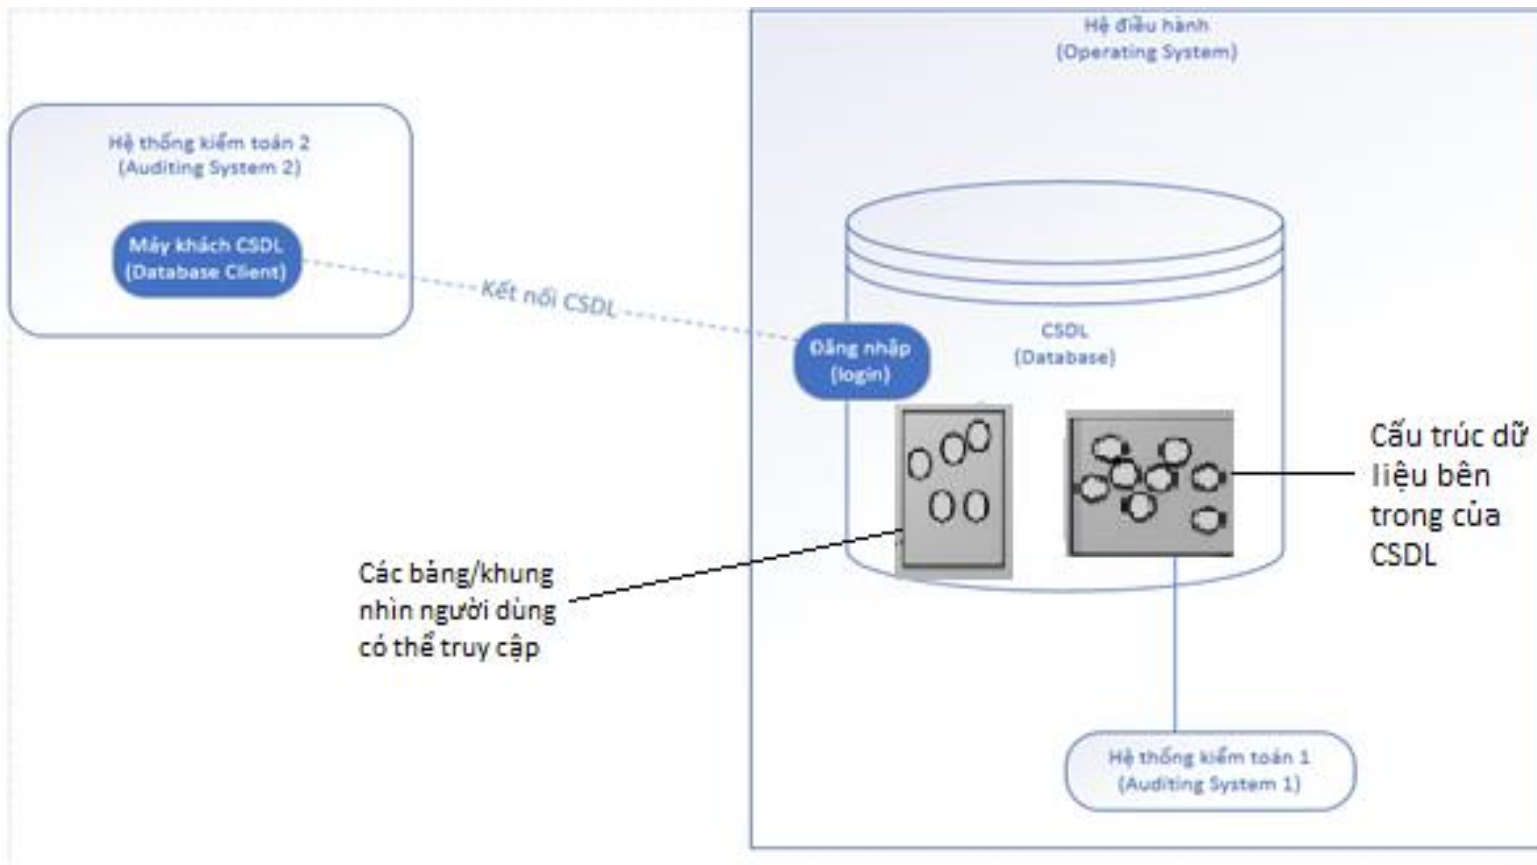 Hệ điều hành
(Operating System)
Hệ thống kiểm toán 2
(Auditing System 2)
Máy khách CSDL
(Database Client)
Kết nối CSDL
Đăng nhập
(login)
CSDL
(Database)
Cấu trúc dữ
liệu bên
trong của
CSDL
Các bảng/khung
nhìn người dùng
có thể truy cập
Hệ thống kiểm toán 1
(Auditing System 1)